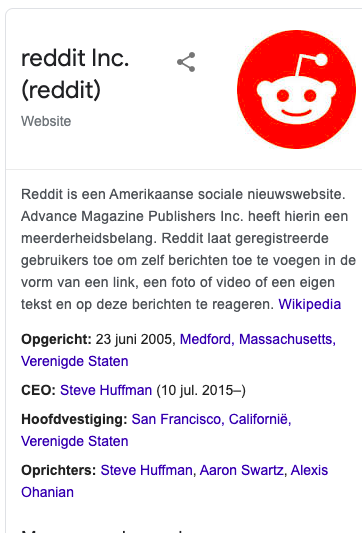 reddit Inc.
(reddit)
Website
Reddit is een Amerikaanse sociale nieuwswebsite.
Advance Magazine Publishers Inc. heeft hierin een
meerderheidsbelang. Reddit laat geregistreerde
gebruikers toe om zelf berichten toe te voegen in de
vorm van een link, een foto of video of een eigen
tekst en op deze berichten te reageren. Wikipedia
Opgericht: 23 juni 2005, Medford, Massachusetts,
Verenigde Staten
CEO: Steve Huffman (10 jul. 2015–)
Hoofdvestiging: San Francisco, Californië,
Verenigde Staten
Oprichters: Steve Huffman, Aaron Swartz, Alexis
Ohanian